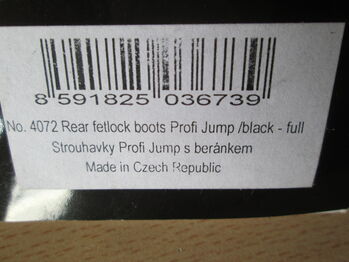 8 591825 036739
No. 4072 Rear fetlock boots Profi Jump /black - full
Strouhavky Profi Jump s beránkem
Made in Czech Republic